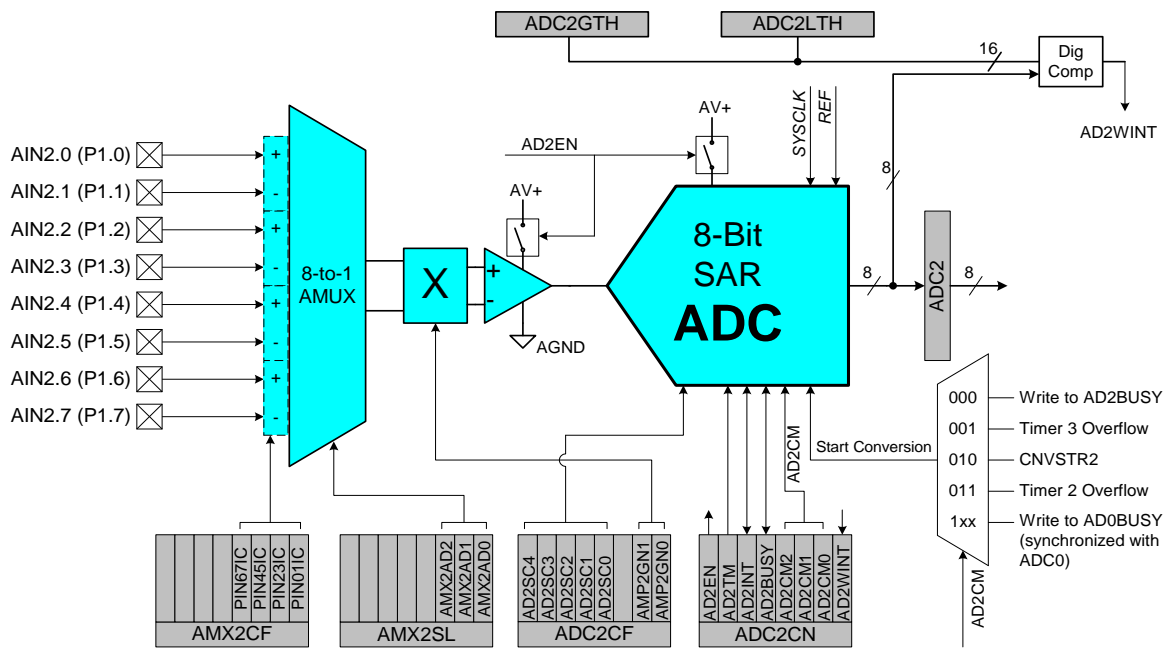 ADC2GTH
ADC2LTH
16
Dig
Comp
AD2WINT
SYSCLK
REF
AV+
AD2EN
AV+
8
AIN2.0 (P1.0)
AIN2.1 (P1.1)
AIN2.2 (P1.2)
AIN2.3 (P1.3)
AIN2.4 (P1.4)
AIN2.5 (P1.5)
AIN2.6 (P1.6)
AIN2.7 (P1.7)
+
-
+
-
+
-
+
-
8-to-1
AMUX
X
+
-
AGND
8-Bit
SAR
ADC
8
ADC2
8
Start Conversion
AD2CM
000
Write to AD2BUSY
001
Timer 3 Overflow
010
CNVSTR2
011
Timer 2 Overflow
1xx
Write to AD0BUSY
(synchronized with
ADC0)
AD2CM
PIN67IC
PIN45IC
PIN23IC
PIN01IC
AMX2CF
AMX2AD2
AMX2AD1
AMX2AD0
AMX2SL
AD2SC4
AD2SC3
AD2SC2
AD2SC1
AD2SC0
AMP2GN1
AMP2GN0
ADC2CF
AD2EN
AD2TM
AD2INT
AD2BUSY
AD2CM2
AD2CM1
AD2CM0
AD2WINT
ADC2CN